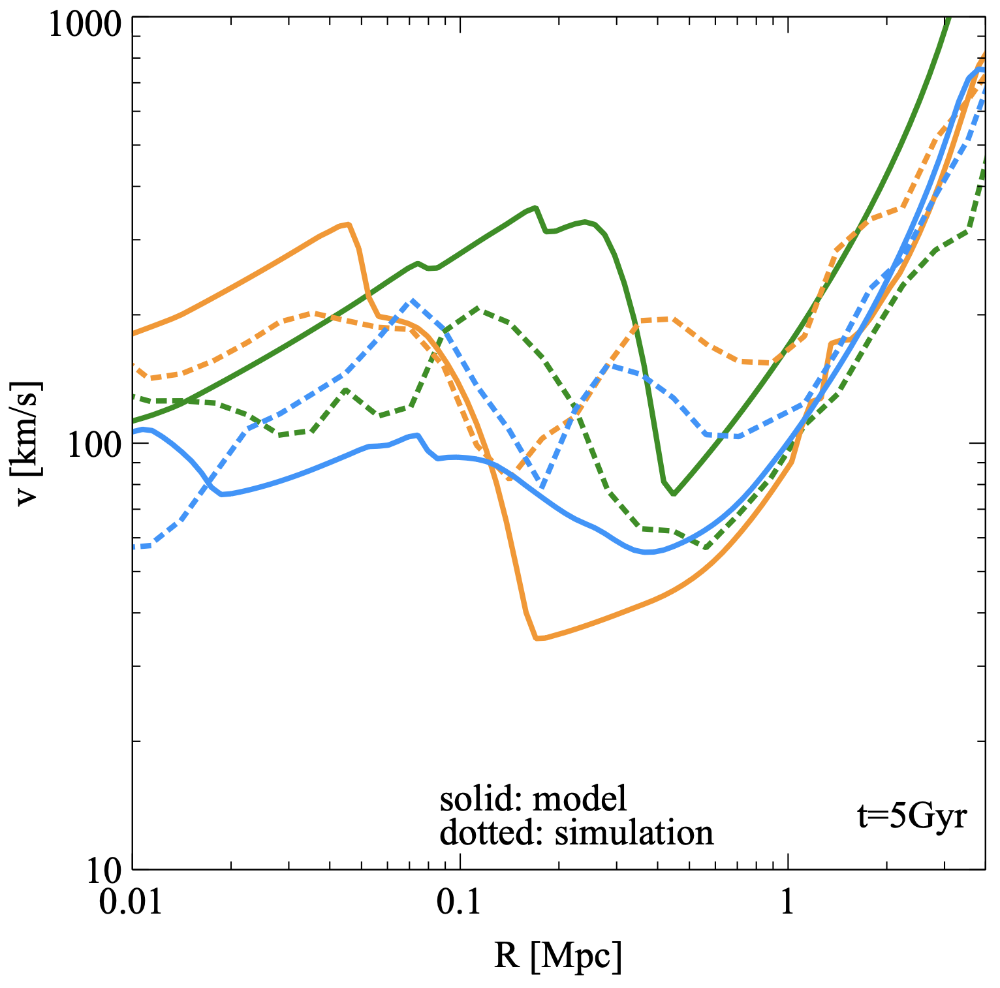 1000
100
10
v [km/s]
solid: model
dotted: simulation
t=5Gyr
0.01
0.1
1
R [Mpc]